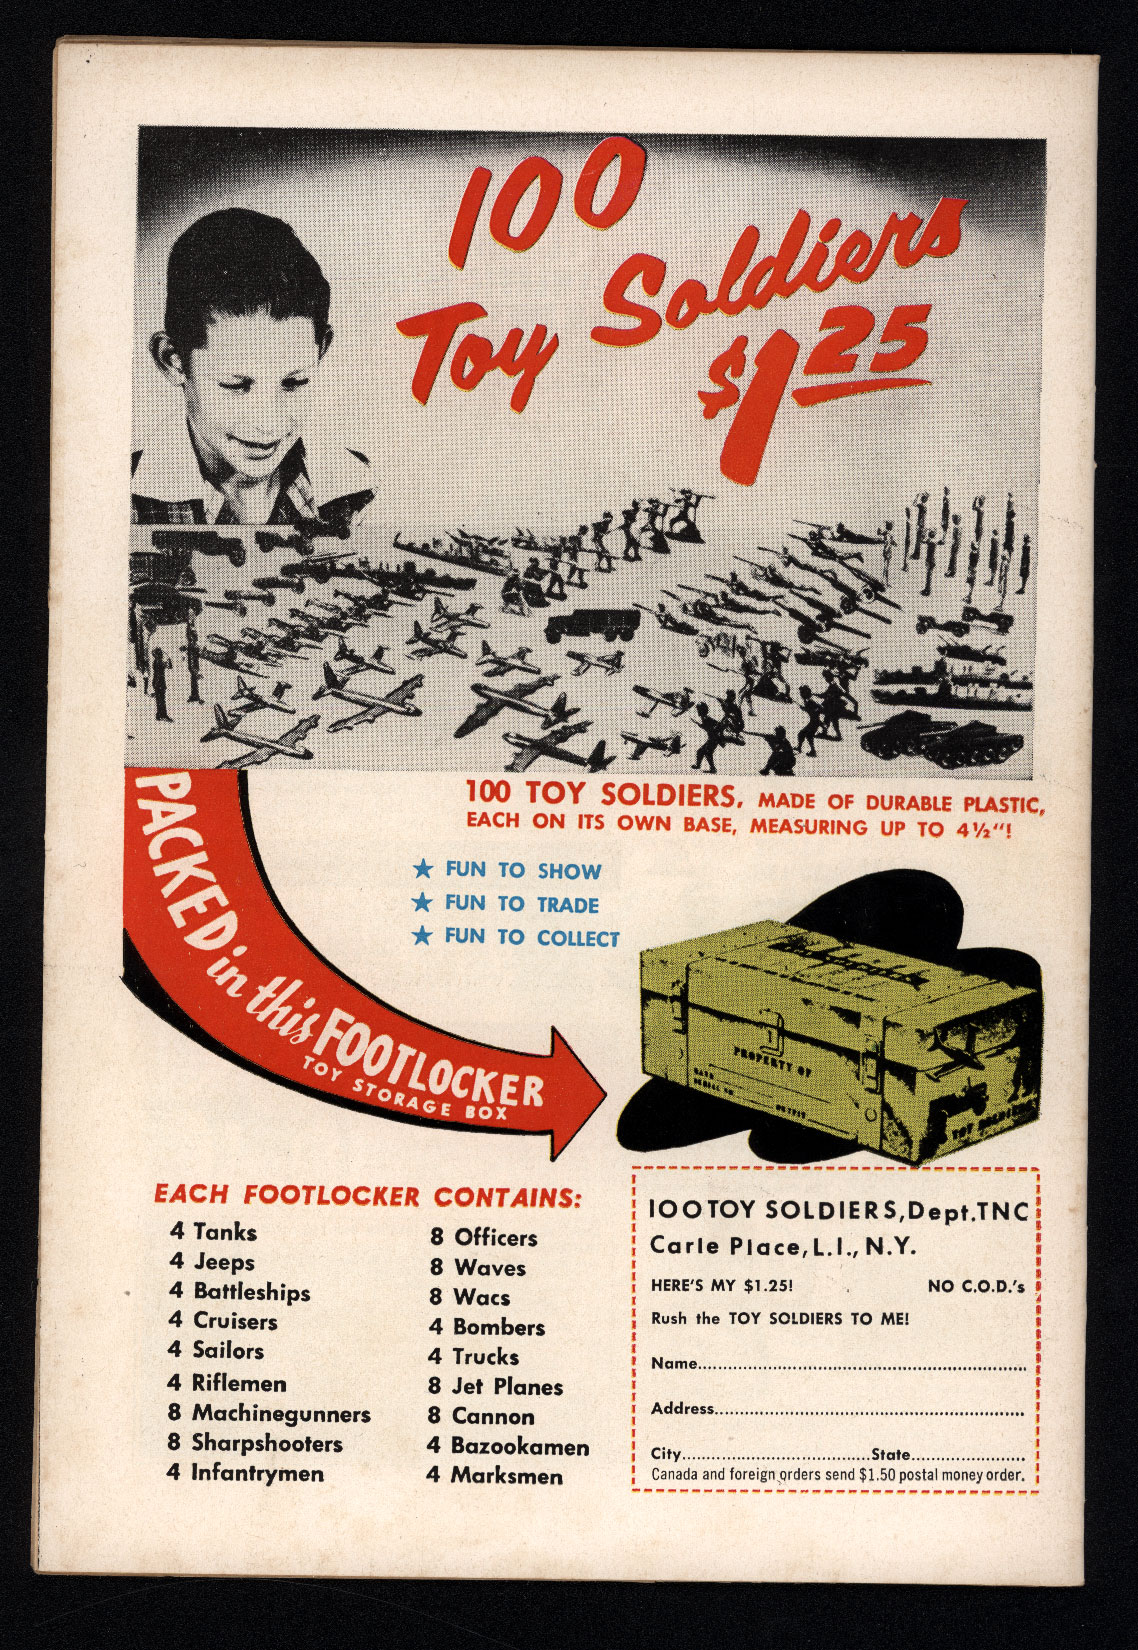 100
Toy Soldiers
$1.25
100 TOY SOLDIERS, MADE OF DURABLE PLASTIC,
EACH ON ITS OWN BASE, MEASURING UP TO 4½"!
★ FUN TO SHOW
★ FUN TO TRADE
★ FUN TO COLLECT
PACKED in this FOOTLOCKER
TOY STORAGE BOX
PROPERTY OF
SERIAL NO
OUTFIT
TOY SOLDIERS
EACH FOOTLOCKER CONTAINS:
4 Tanks
4 Jeeps
4 Battleships
4 Cruisers
4 Sailors
4 Riflemen
8 Machinegunners
8 Sharpshooters
4 Infantrymen
8 Officers
8 Waves
8 Wacs
4 Bombers
4 Trucks
8 Jet Planes
8 Cannon
4 Bazookamen
4 Marksmen
100 TOY SOLDIERS, Dept. TNC
Carle Place, L.I., N.Y.
HERE'S MY $1.25! NO C.O.D.'s
Rush the TOY SOLDIERS TO ME!
Name
Address
City State
Canada and foreign orders send $1.50 postal money order.